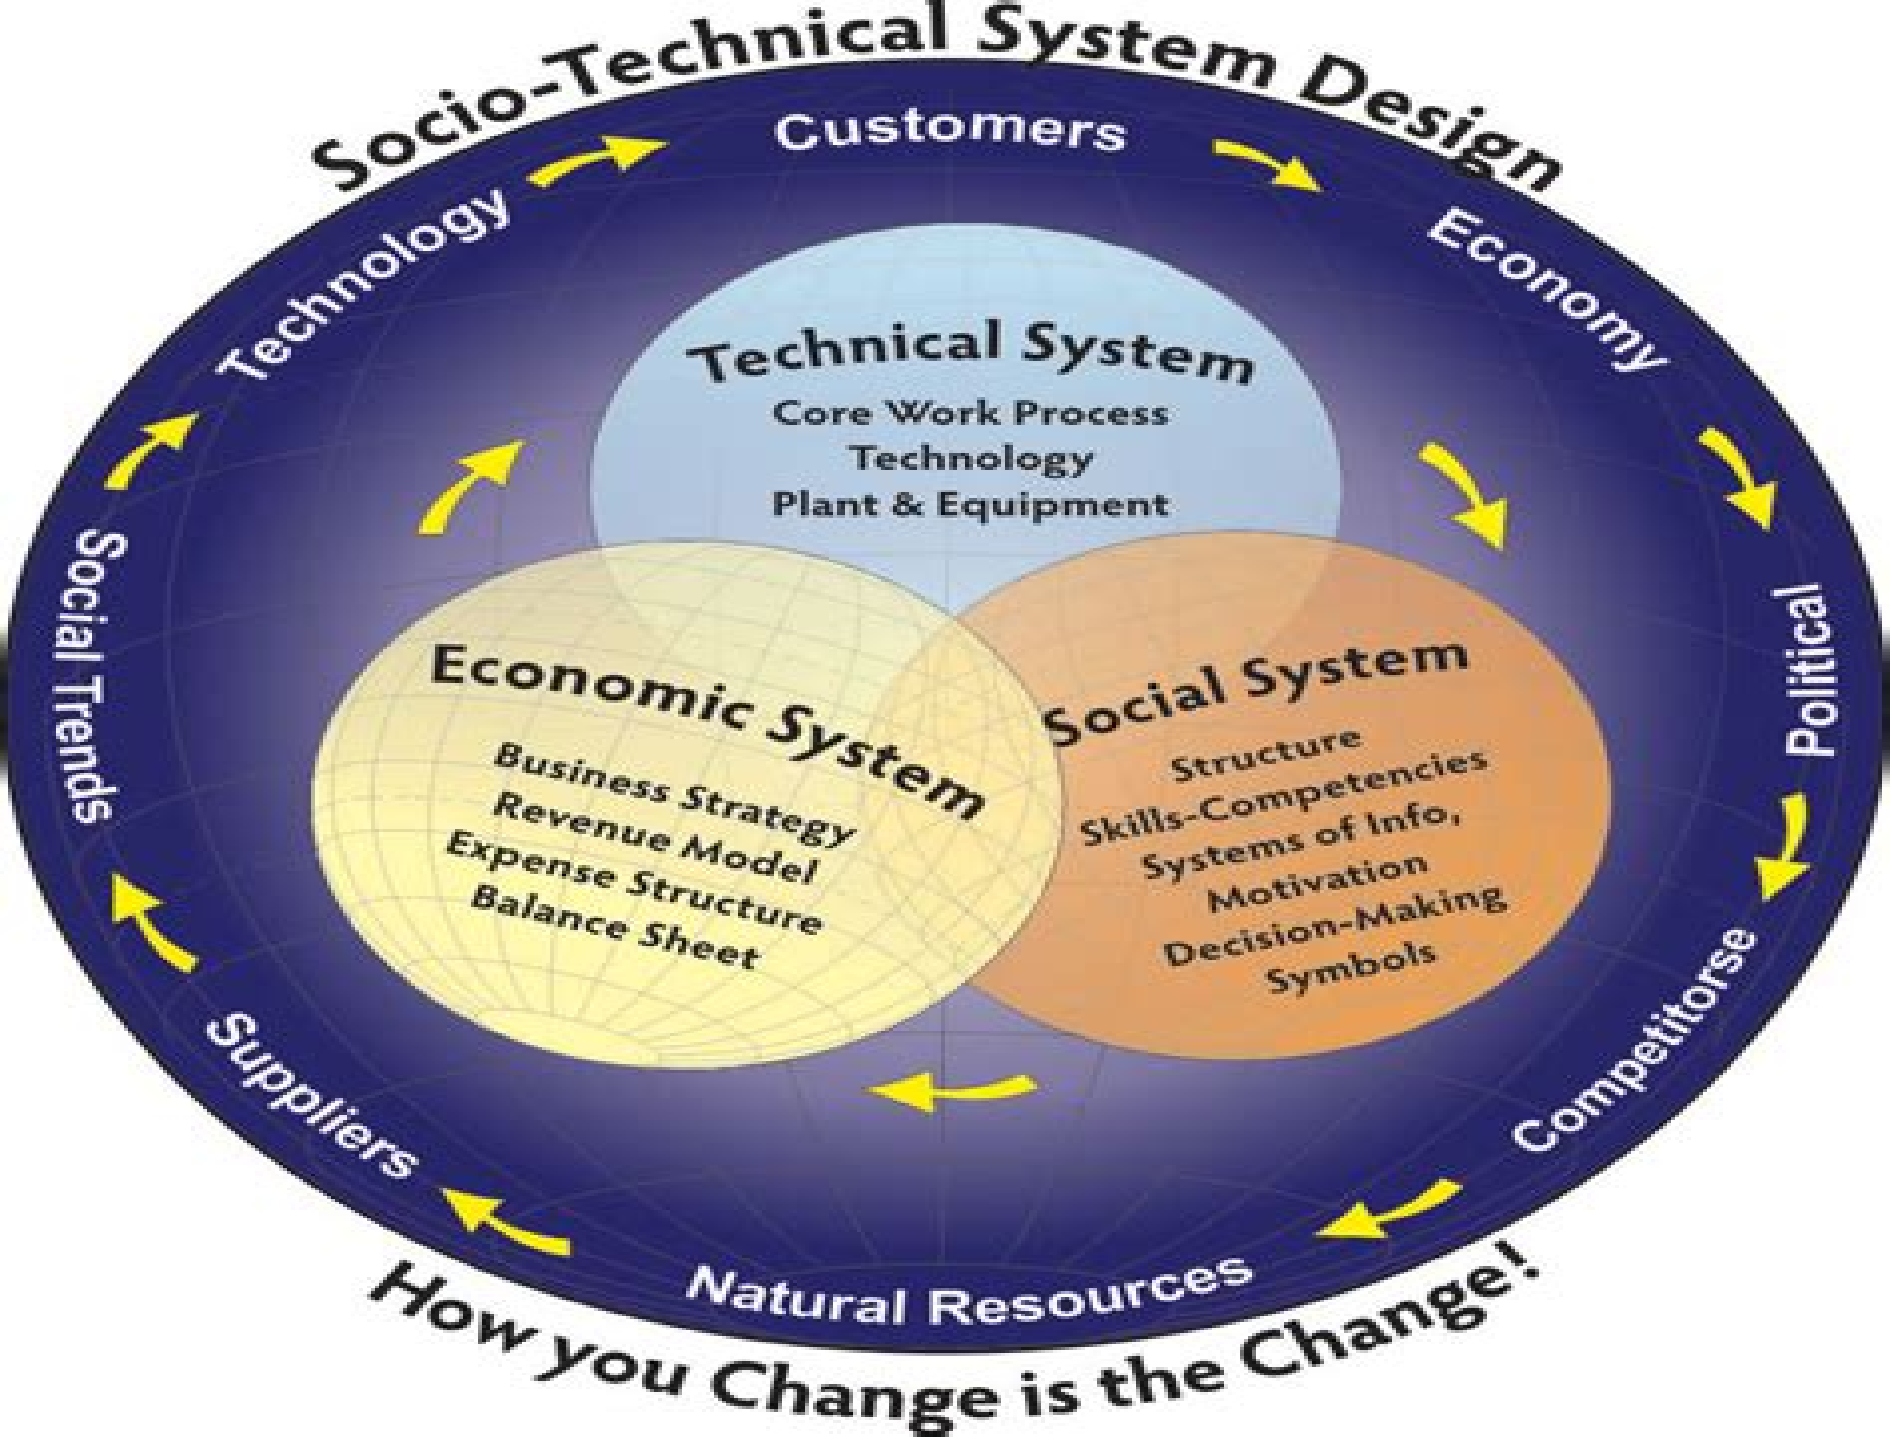 Socio-Technical System Design
Customers
Economy
Political
Competitorse
Natural Resources
Suppliers
Social Trends
Technology
Technical System
Core Work Process
Technology
Plant & Equipment
Economic System
Business Strategy
Revenue Model
Expense Structure
Balance Sheet
Social System
Structure
Skills-Competencies
Systems of Info,
Motivation
Decision-Making
Symbols
How you Change is the Change!